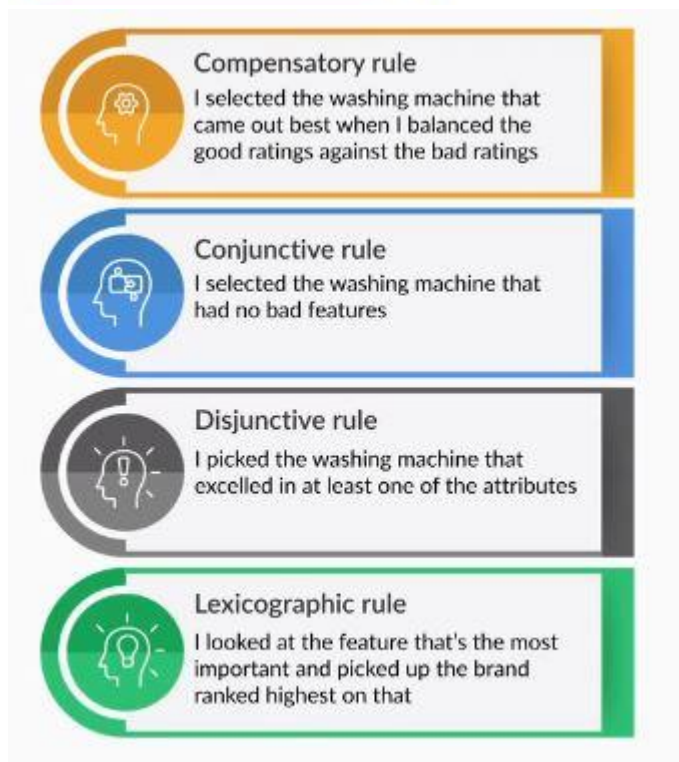 Compensatory rule
I selected the washing machine that
came out best when I balanced the
good ratings against the bad ratings
Conjunctive rule
I selected the washing machine that
had no bad features
Disjunctive rule
I picked the washing machine that
excelled in at least one of the attributes
Lexicographic rule
I looked at the feature that's the most
important and picked up the brand
ranked highest on that